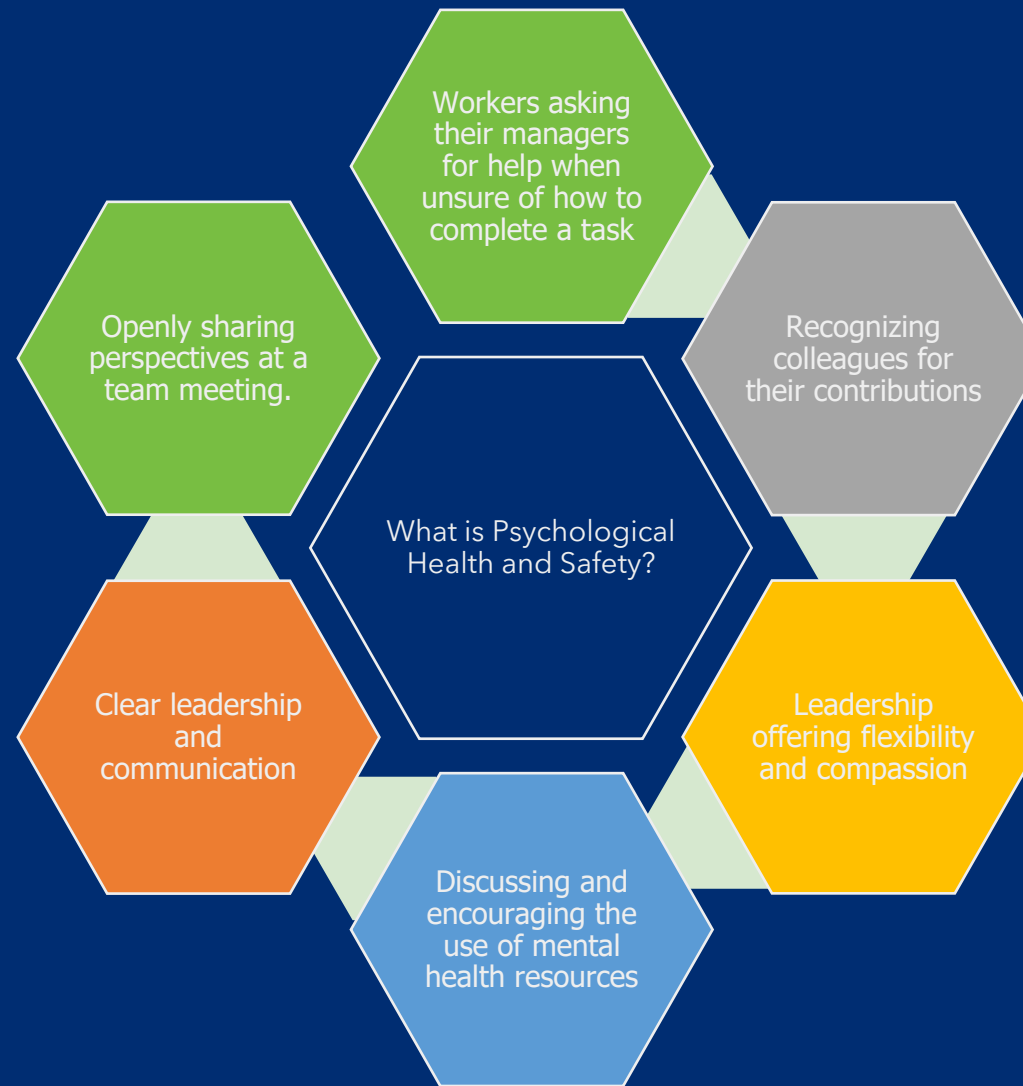 Workers asking
their managers
for help when
unsure of how to
complete a task
Recognizing
colleagues for
their contributions
Leadership
offering flexibility
and compassion
Discussing and
encouraging the
use of mental
health resources
Clear leadership
and
communication
Openly sharing
perspectives at a
team meeting.
What is Psychological
Health and Safety?